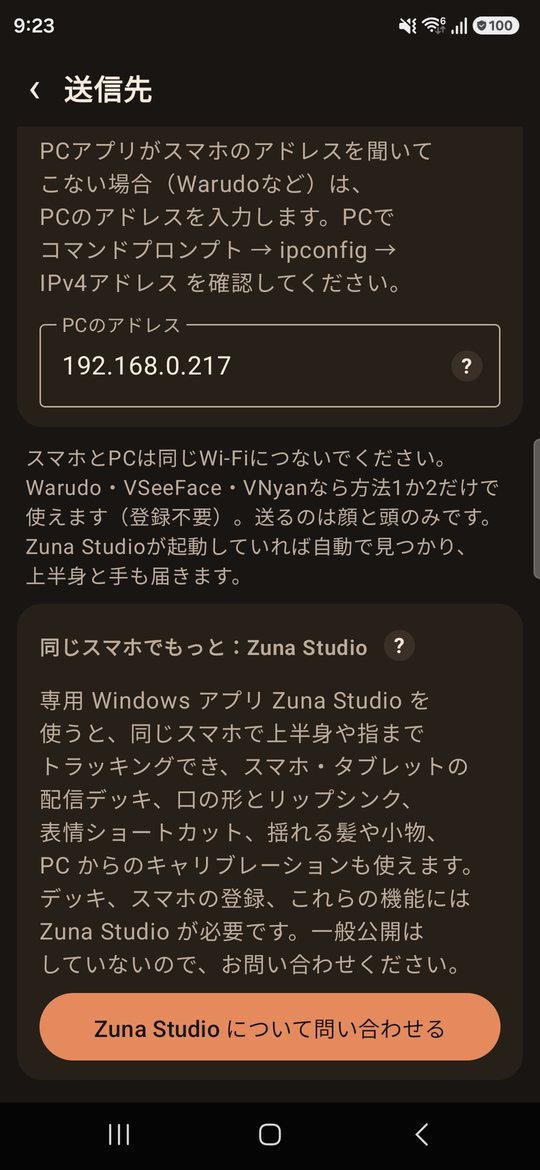 9:23
6
100
送信先
PCアプリがスマホのアドレスを聞いて
こない場合（Warudoなど）は、
PCのアドレスを入力します。PCで
コマンドプロンプト → ipconfig →
IPv4アドレス を確認してください。
PCのアドレス
192.168.0.217
?
スマホとPCは同じWi-Fiにつないでください。
Warudo・VSeeFace・VNyanなら方法1か2だけで
使えます（登録不要）。送るのは顔と頭のみです。
Zuna Studioが起動していれば自動で見つかり、
上半身と手も届きます。
同じスマホでもっと：Zuna Studio ?
専用 Windows アプリ Zuna Studio を
使うと、同じスマホで上半身や指まで
トラッキングでき、スマホ・タブレットの
配信デッキ、口の形とリップシンク、
表情ショートカット、揺れる髪や小物、
PC からのキャリブレーションも使えます。
デッキ、スマホの登録、これらの機能には
Zuna Studio が必要です。一般公開は
していないので、お問い合わせください。
Zuna Studio について問い合わせる